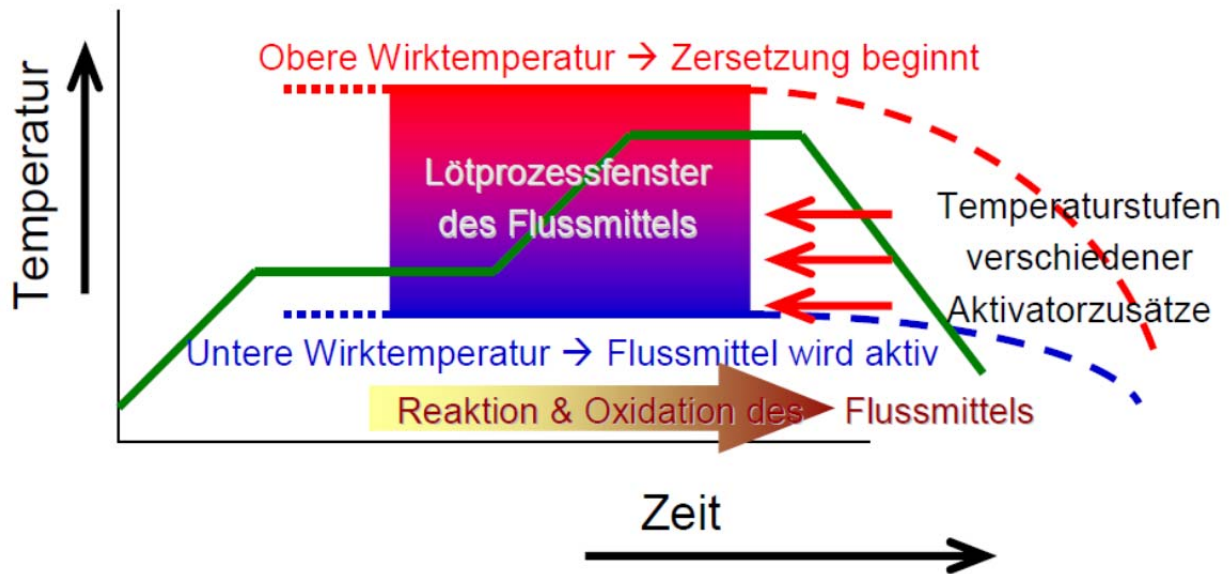 Temperatur
Obere Wirktemperatur → Zersetzung beginnt
Lötprozessfenster
des Flussmittels
Temperaturstufen
verschiedener
Aktivatorzusätze
Untere Wirktemperatur → Flussmittel wird aktiv
Reaktion & Oxidation des Flussmittels
Zeit